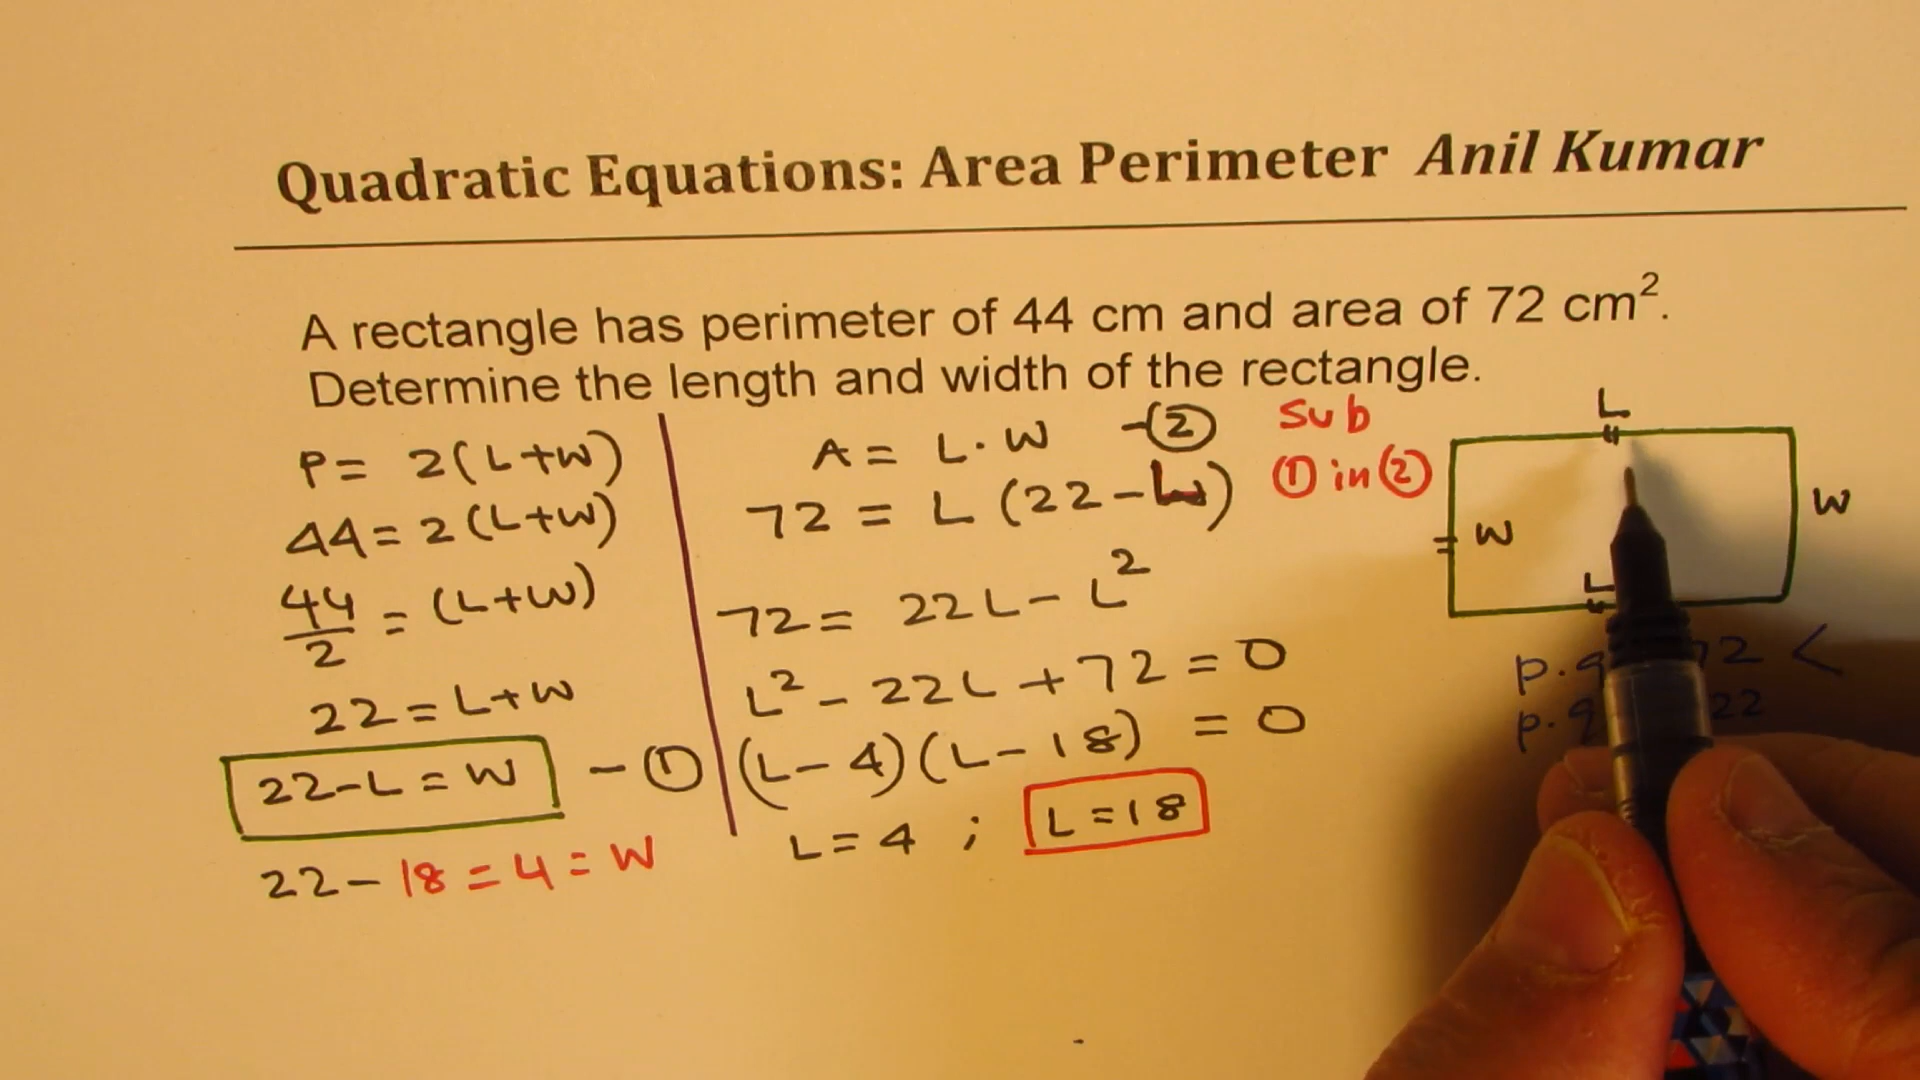 Quadratic Equations: Area Perimeter Anil Kumar
A rectangle has perimeter of 44 cm and area of 72 cm².
Determine the length and width of the rectangle.
P = 2(L+W)
44 = 2(L+W)
44/2 = (L+W)
22 = L+W
22-L = W - ①
22 - 18 = 4 = W
A = L·W -②
72 = L(22-L)
72 = 22L - L²
L² - 22L + 72 = 0
(L-4)(L-18) = 0
L = 4 ; L = 18
Sub
① in ②
L
W
W
L
p.q 72 <
p.q 22